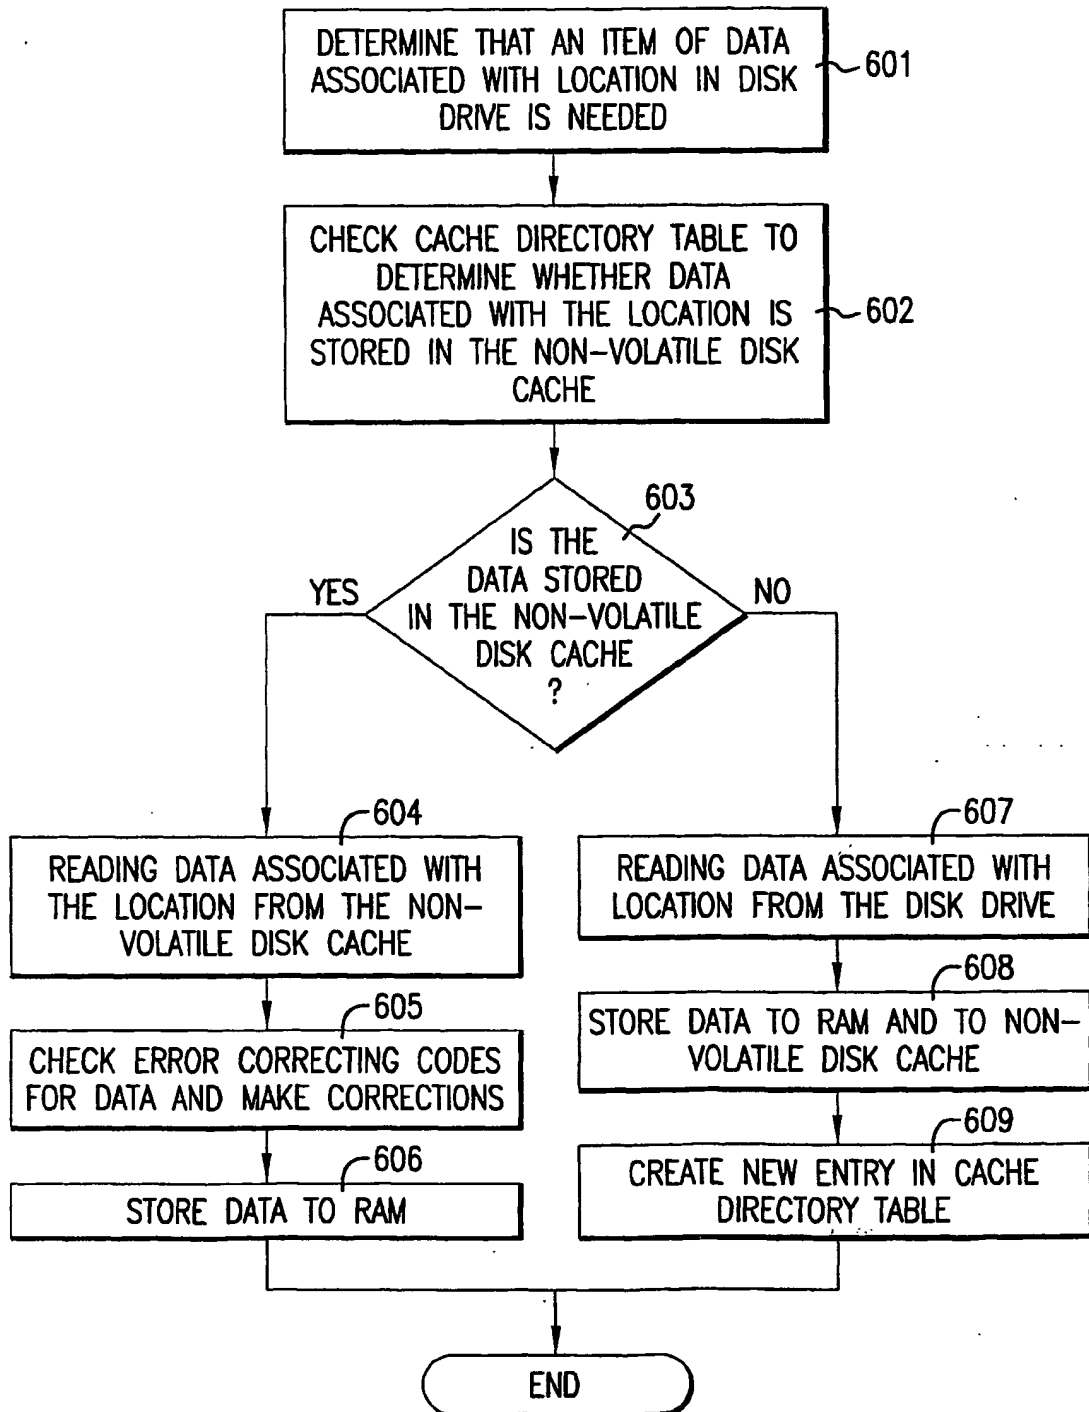 DETERMINE THAT AN ITEM OF DATA
ASSOCIATED WITH LOCATION IN DISK
DRIVE IS NEEDED
601
CHECK CACHE DIRECTORY TABLE TO
DETERMINE WHETHER DATA
ASSOCIATED WITH THE LOCATION IS
STORED IN THE NON-VOLATILE DISK
CACHE
602
603
IS THE
DATA STORED
IN THE NON-VOLATILE
DISK CACHE
?
YES
NO
604
READING DATA ASSOCIATED WITH
THE LOCATION FROM THE NON-
VOLATILE DISK CACHE
605
CHECK ERROR CORRECTING CODES
FOR DATA AND MAKE CORRECTIONS
606
STORE DATA TO RAM
607
READING DATA ASSOCIATED WITH
LOCATION FROM THE DISK DRIVE
608
STORE DATA TO RAM AND TO NON-
VOLATILE DISK CACHE
609
CREATE NEW ENTRY IN CACHE
DIRECTORY TABLE
END